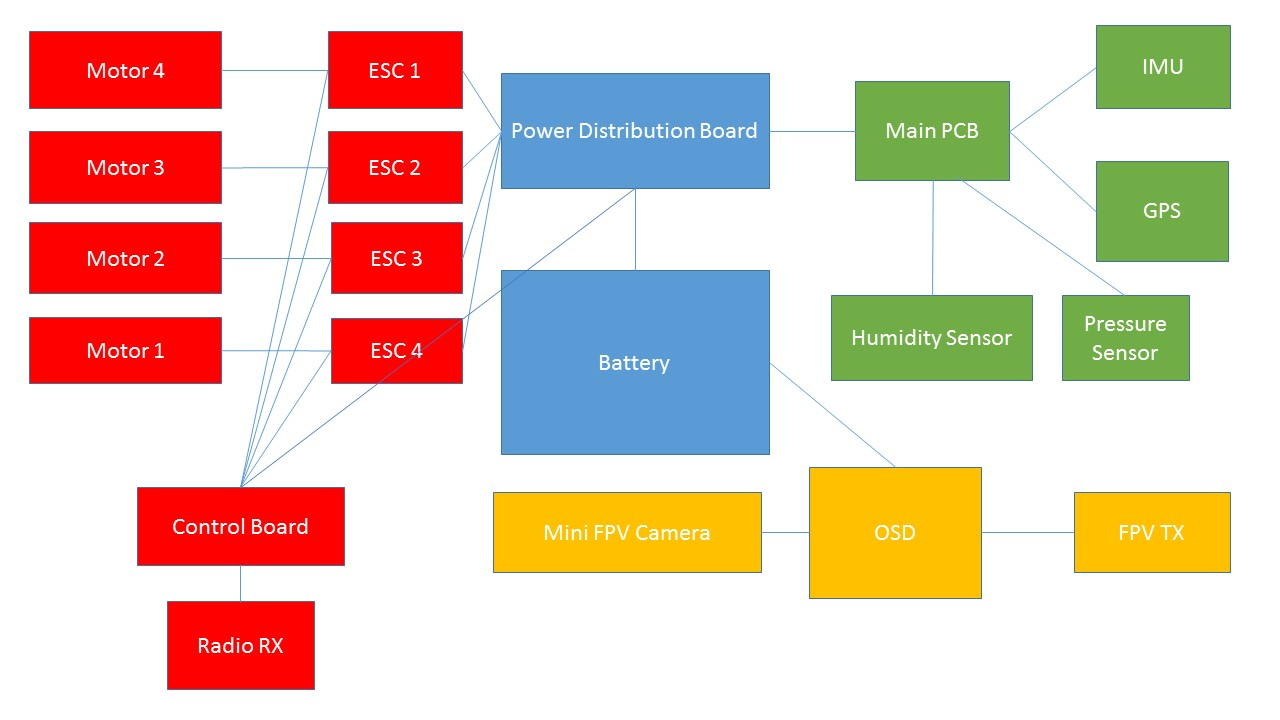 Motor 4
ESC 1
IMU
Power Distribution Board
Main PCB
Motor 3
ESC 2
GPS
Motor 2
ESC 3
Motor 1
ESC 4
Battery
Humidity Sensor
Pressure
Sensor
Control Board
Mini FPV Camera
OSD
FPV TX
Radio RX